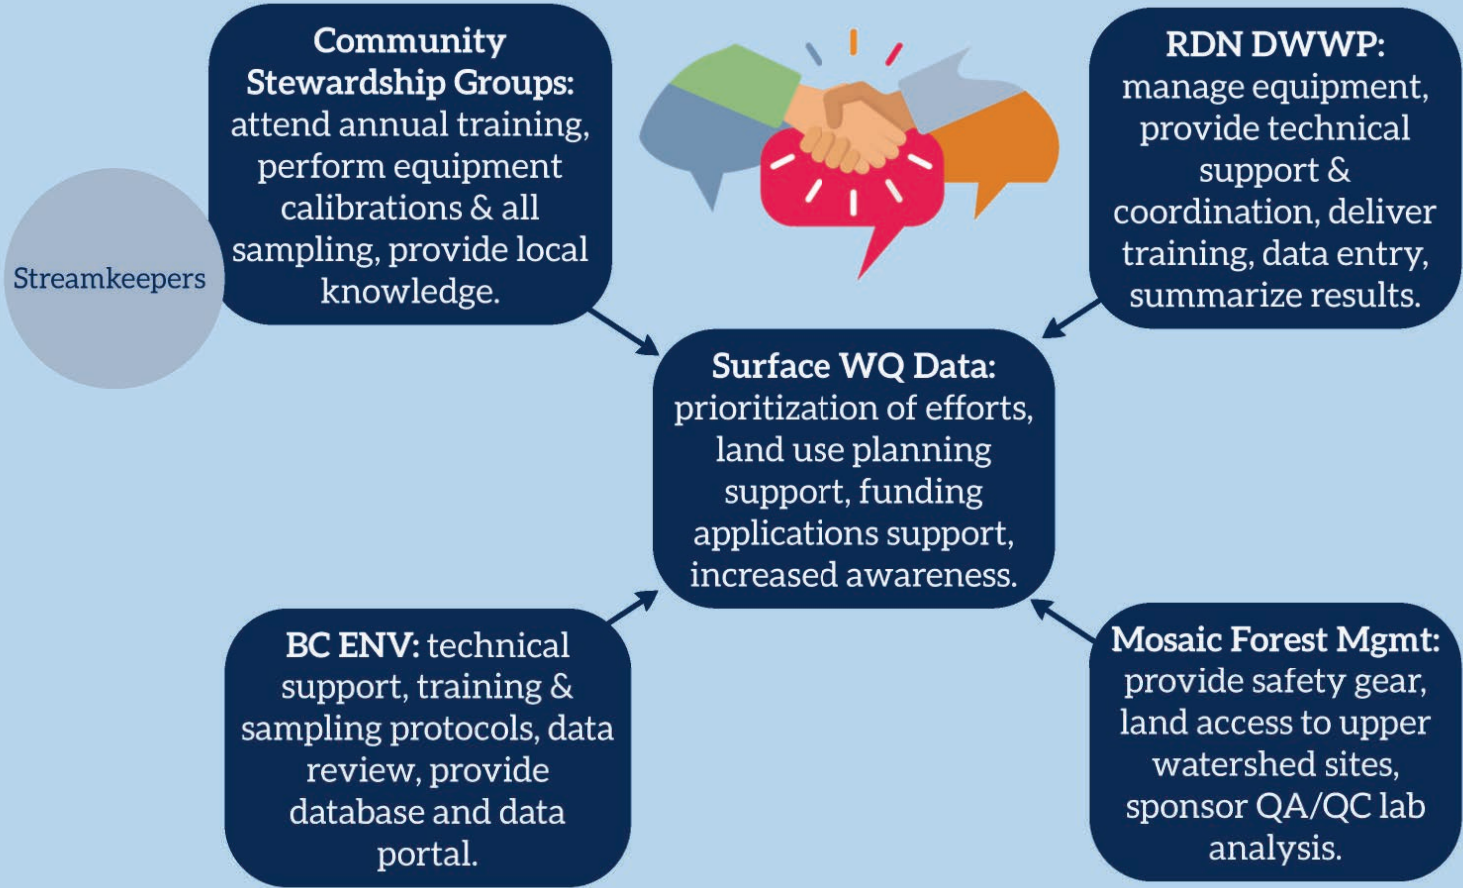 Community
Stewardship Groups:
attend annual training,
perform equipment
calibrations & all
sampling, provide local
knowledge.
Streamkeepers
RDN DWWP:
manage equipment,
provide technical
support &
coordination, deliver
training, data entry,
summarize results.
Surface WQ Data:
prioritization of efforts,
land use planning
support, funding
applications support,
increased awareness.
BC ENV: technical
support, training &
sampling protocols, data
review, provide
database and data
portal.
Mosaic Forest Mgmt:
provide safety gear,
land access to upper
watershed sites,
sponsor QA/QC lab
analysis.